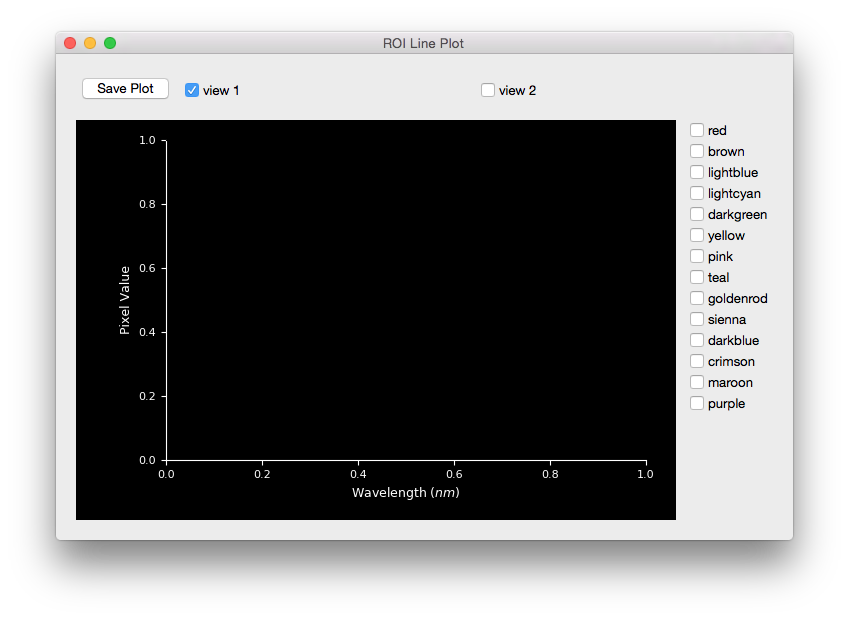 ROI Line Plot
Save Plot
view 1
view 2
1.0
0.8
0.6
0.4
0.2
0.0
Pixel Value
0.0 0.2 0.4 0.6 0.8 1.0
Wavelength (nm)
red
brown
lightblue
lightcyan
darkgreen
yellow
pink
teal
goldenrod
sienna
darkblue
crimson
maroon
purple